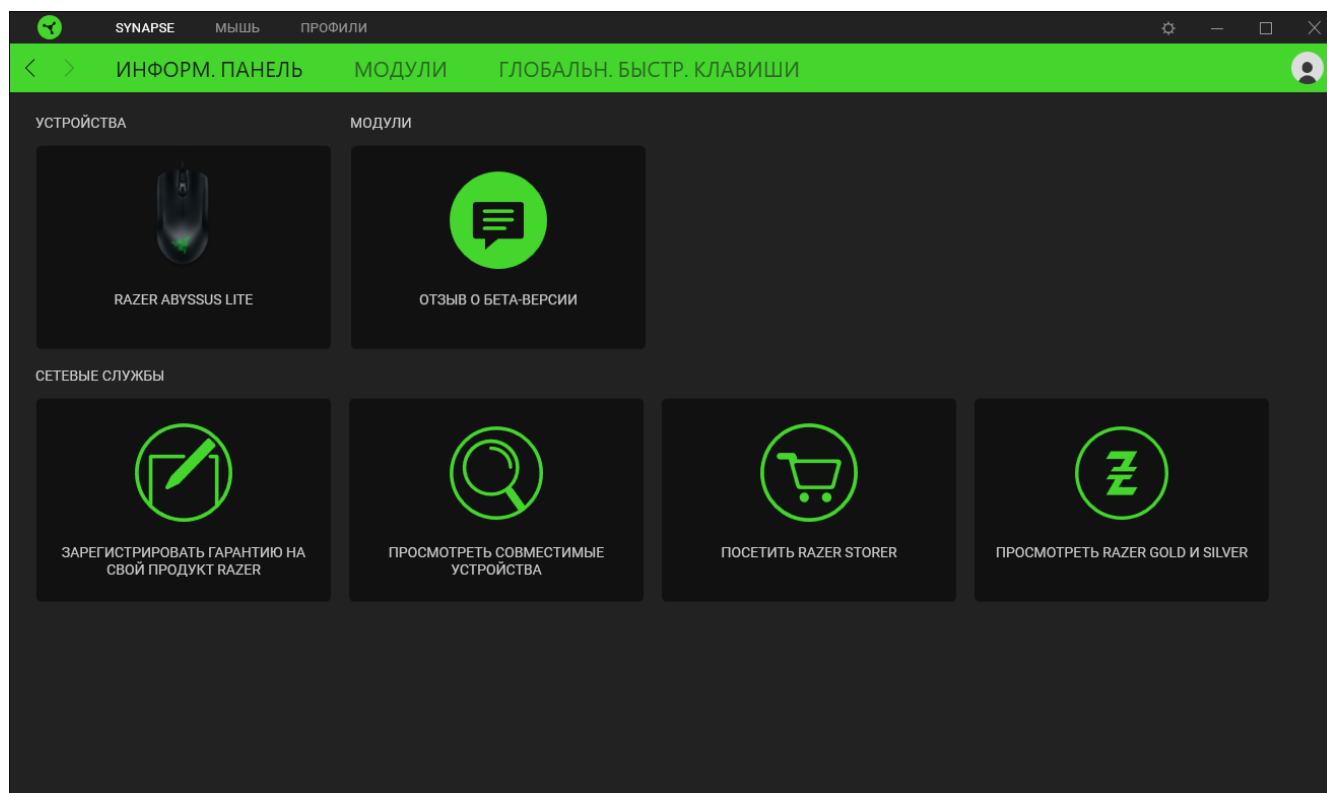 SYNAPSE МЫШЬ ПРОФИЛИ
ИНФОРМ. ПАНЕЛЬ МОДУЛИ ГЛОБАЛЬН. БЫСТР. КЛАВИШИ
УСТРОЙСТВА МОДУЛИ
RAZER ABYSSUS LITE ОТЗЫВ О БЕТА-ВЕРСИИ
СЕТЕВЫЕ СЛУЖБЫ
ЗАРЕГИСТРИРОВАТЬ ГАРАНТИЮ НА
СВОЙ ПРОДУКТ RAZER
ПРОСМОТРЕТЬ СОВМЕСТИМЫЕ
УСТРОЙСТВА
ПОСЕТИТЬ RAZER STORER
ПРОСМОТРЕТЬ RAZER GOLD И SILVER